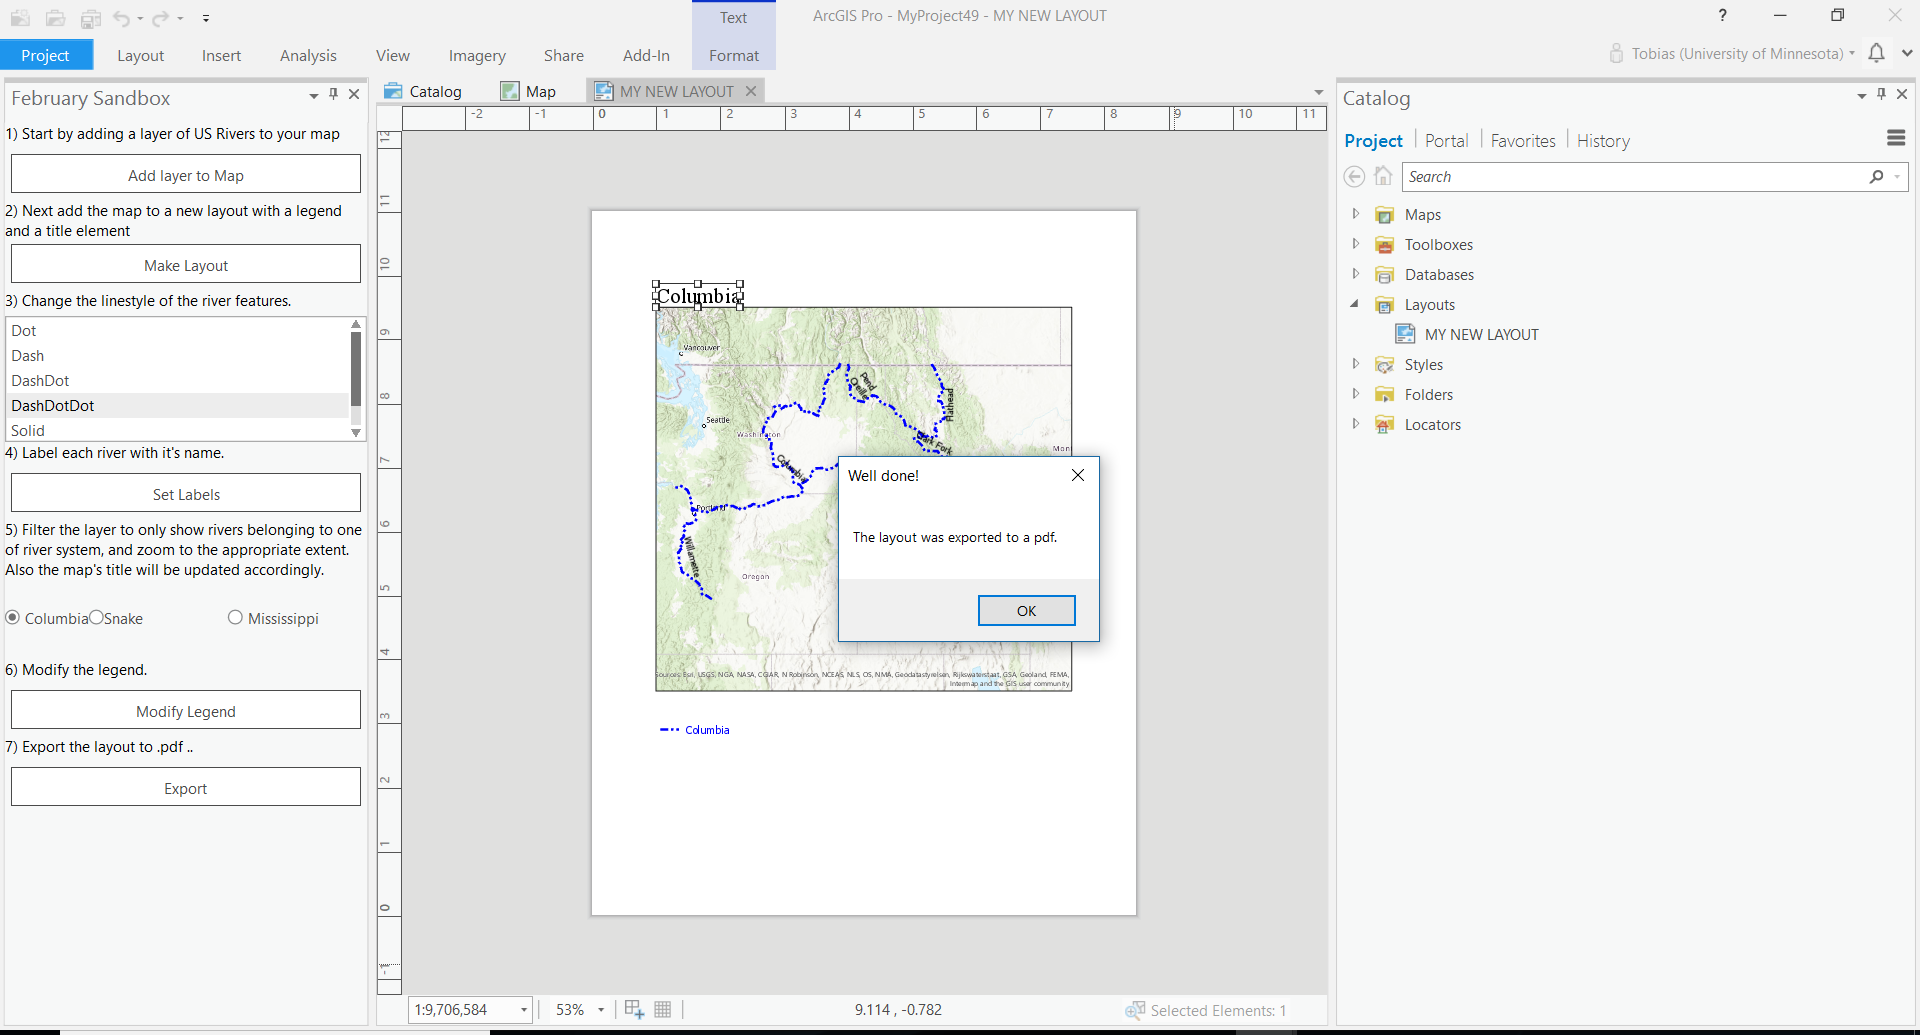 Text
ArcGIS Pro - MyProject49 - MY NEW LAYOUT
?
Project
Layout
Insert
Analysis
View
Imagery
Share
Add-In
Format
Tobias (University of Minnesota)
February Sandbox
1) Start by adding a layer of US Rivers to your map
Add layer to Map
2) Next add the map to a new layout with a legend
and a title element
Make Layout
3) Change the linestyle of the river features.
Dot
Dash
DashDot
DashDotDot
Solid
4) Label each river with it's name.
Set Labels
5) Filter the layer to only show rivers belonging to one
of river system, and zoom to the appropriate extent.
Also the map's title will be updated accordingly.
Columbia
Snake
Mississippi
6) Modify the legend.
Modify Legend
7) Export the layout to .pdf ..
Export
Catalog
Map
MY NEW LAYOUT
-2 -1 0 1 2 3 4 5 6 7 8 9 10 11
12
11
10
9
8
7
6
5
4
3
2
1
0
-1
Columbia
Vancouver
Seattle
Washington
Pend
Oreille
Flathead
Clark Fork
Mon
Columbia
Portland
Willamette
Oregon
Sources: Esri, USGS, NGA, NASA, CGIAR, N Robinson, NCEAS, NLS, OS, NMA, Geodatastyrelsen, Rijkswaterstaat, GSA, Geoland, FEMA,
Intermap and the GIS user community
Columbia
Well done!
The layout was exported to a pdf.
OK
1:9,706,584
53%
9.114 , -0.782
Selected Elements: 1
Catalog
Project
Portal
Favorites
History
Search
Maps
Toolboxes
Databases
Layouts
MY NEW LAYOUT
Styles
Folders
Locators